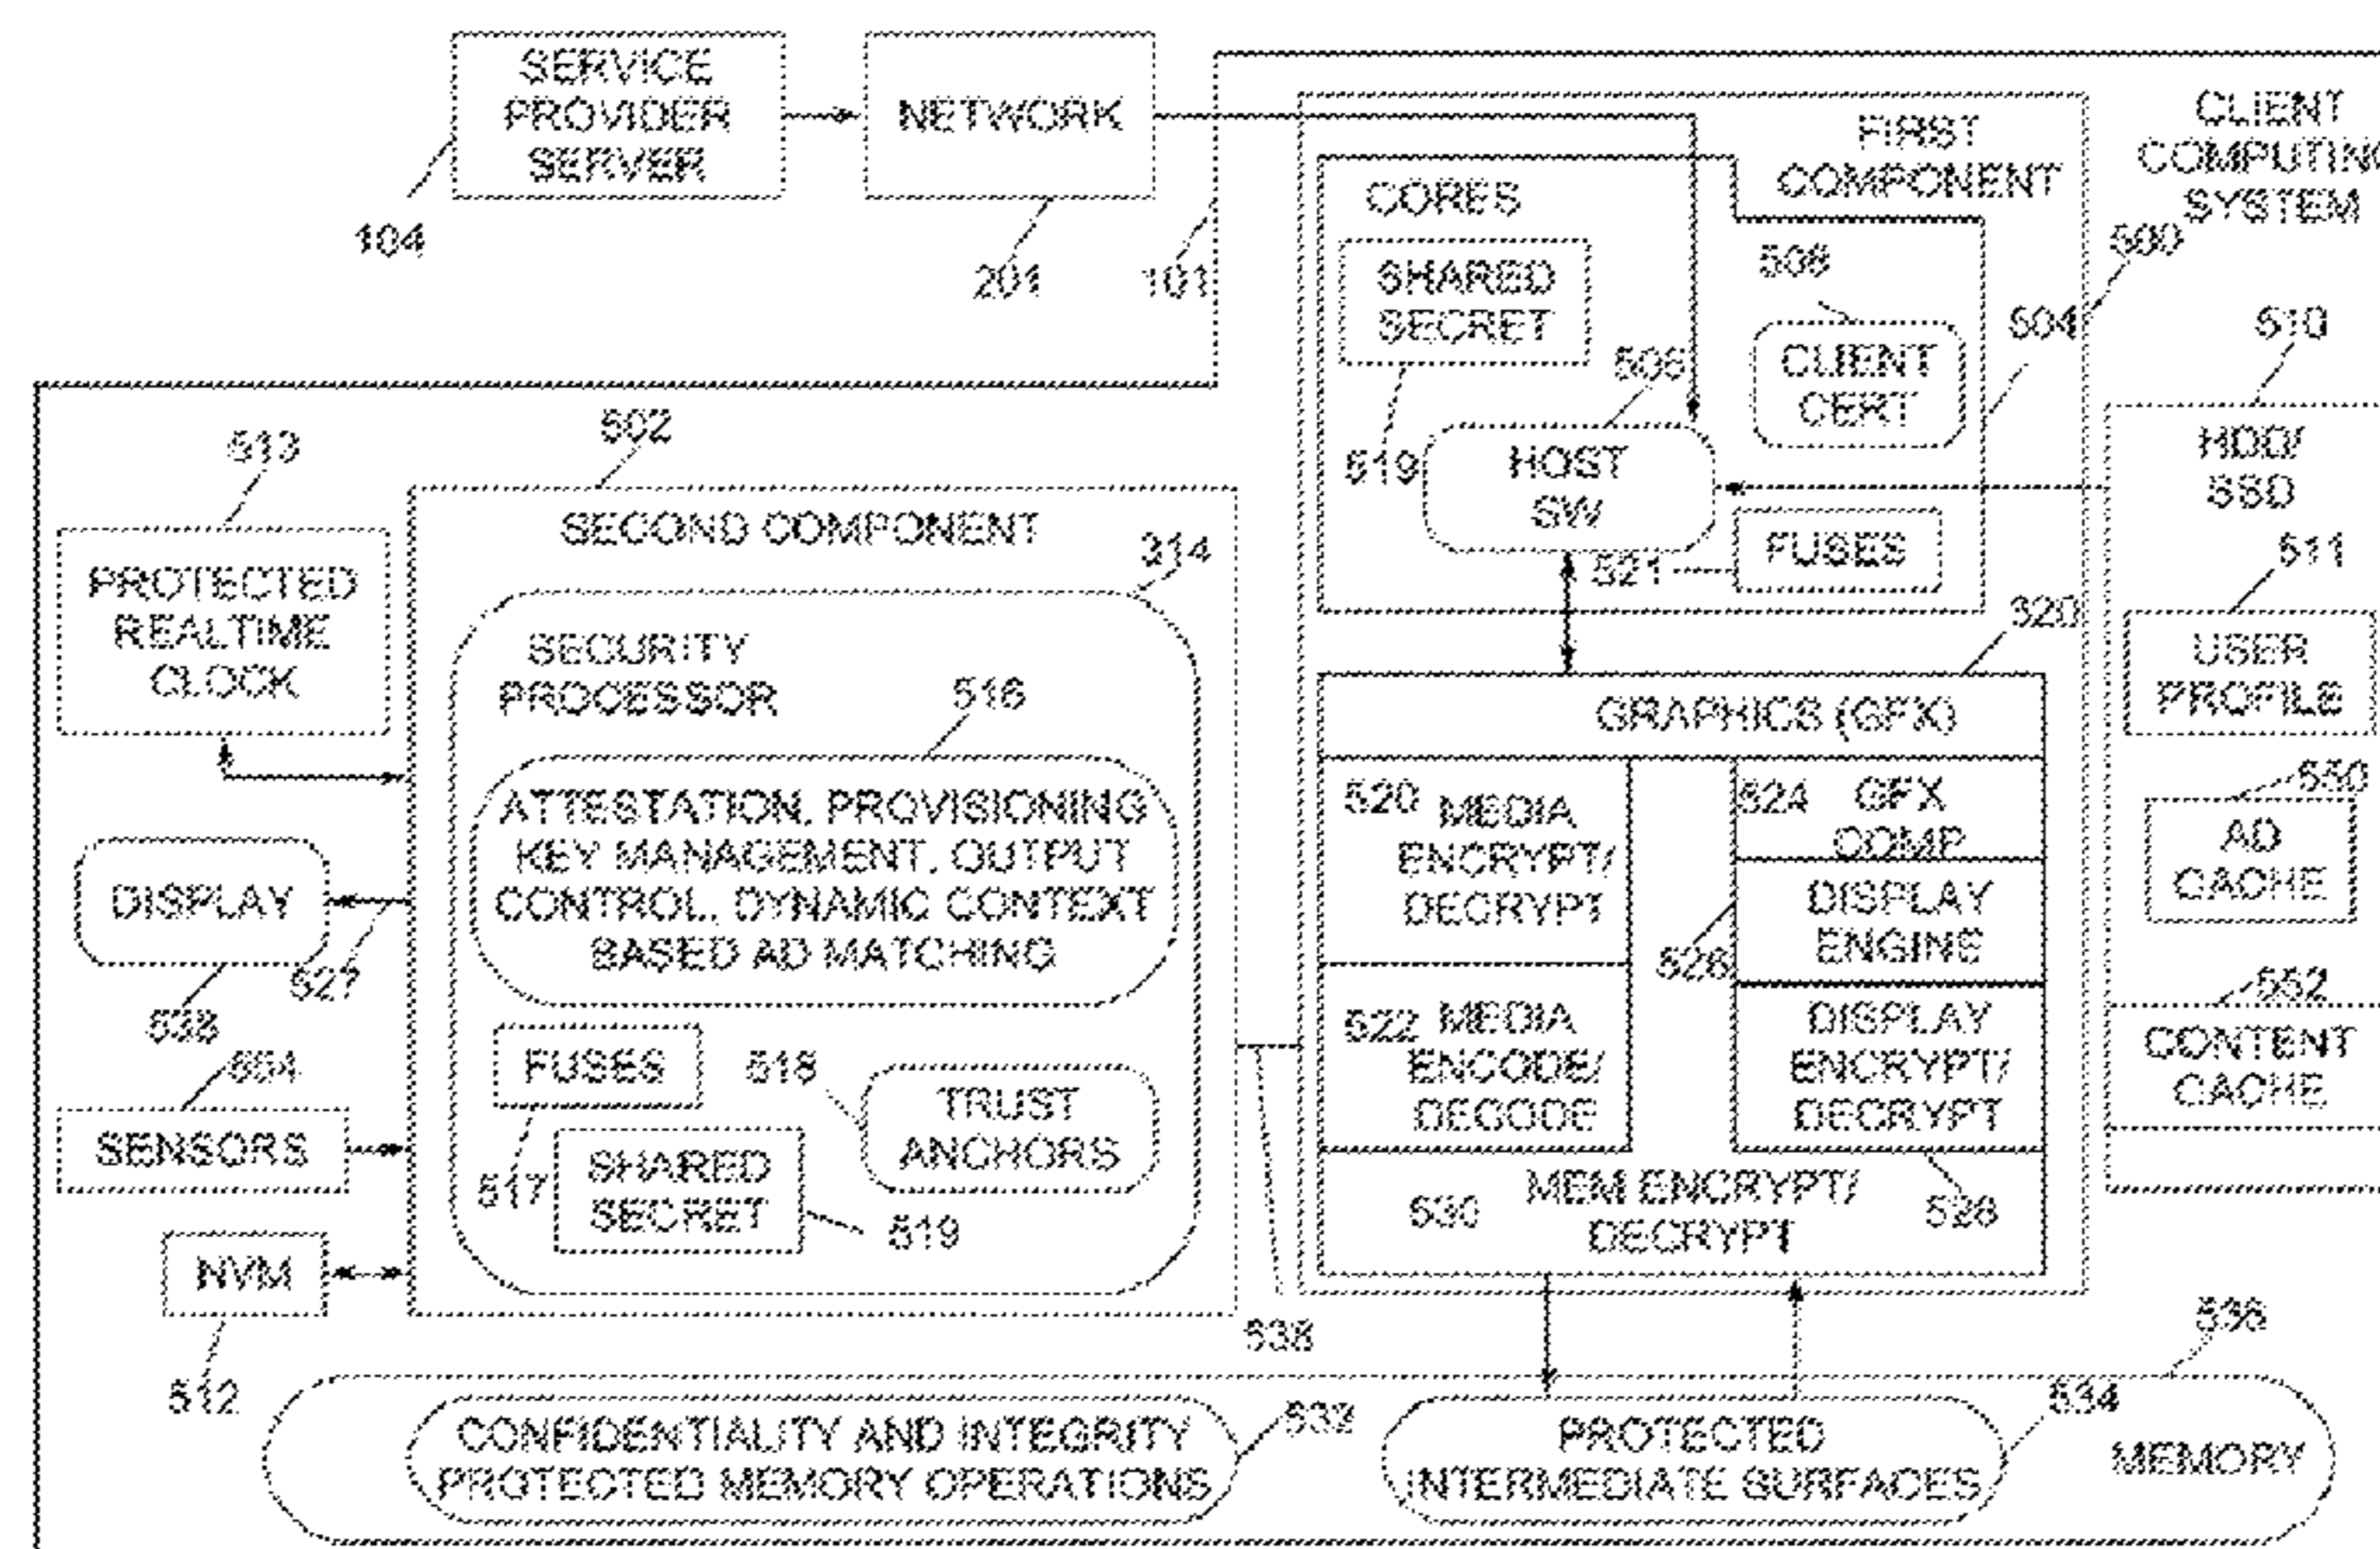 SERVICE
PROVIDER
SERVER
104
NETWORK
201
101
CLIENT
COMPUTING
SYSTEM
FIRST
COMPONENT
500
CORES
SHARED
SECRET
519
506
HOST
SW
CLIENT
CERT
504
521
FUSES
510
HDD/
SSD
511
USER
PROFILE
550
AD
CACHE
552
CONTENT
CACHE
513
PROTECTED
REALTIME
CLOCK
502
SECOND COMPONENT
314
SECURITY
PROCESSOR
516
ATTESTATION, PROVISIONING
KEY MANAGEMENT, OUTPUT
CONTROL, DYNAMIC CONTEXT
BASED AD MATCHING
FUSES
517
518
TRUST
ANCHORS
SHARED
SECRET
519
DISPLAY
527
538
554
SENSORS
NVM
512
320
GRAPHICS (GFX)
520
MEDIA
ENCRYPT/
DECRYPT
522
MEDIA
ENCODE/
DECODE
524
GFX
COMP
526
DISPLAY
ENGINE
DISPLAY
ENCRYPT/
DECRYPT
530
MEM ENCRYPT/
DECRYPT
538
CONFIDENTIALITY AND INTEGRITY
PROTECTED MEMORY OPERATIONS
532
PROTECTED
INTERMEDIATE SURFACES
534
536
MEMORY